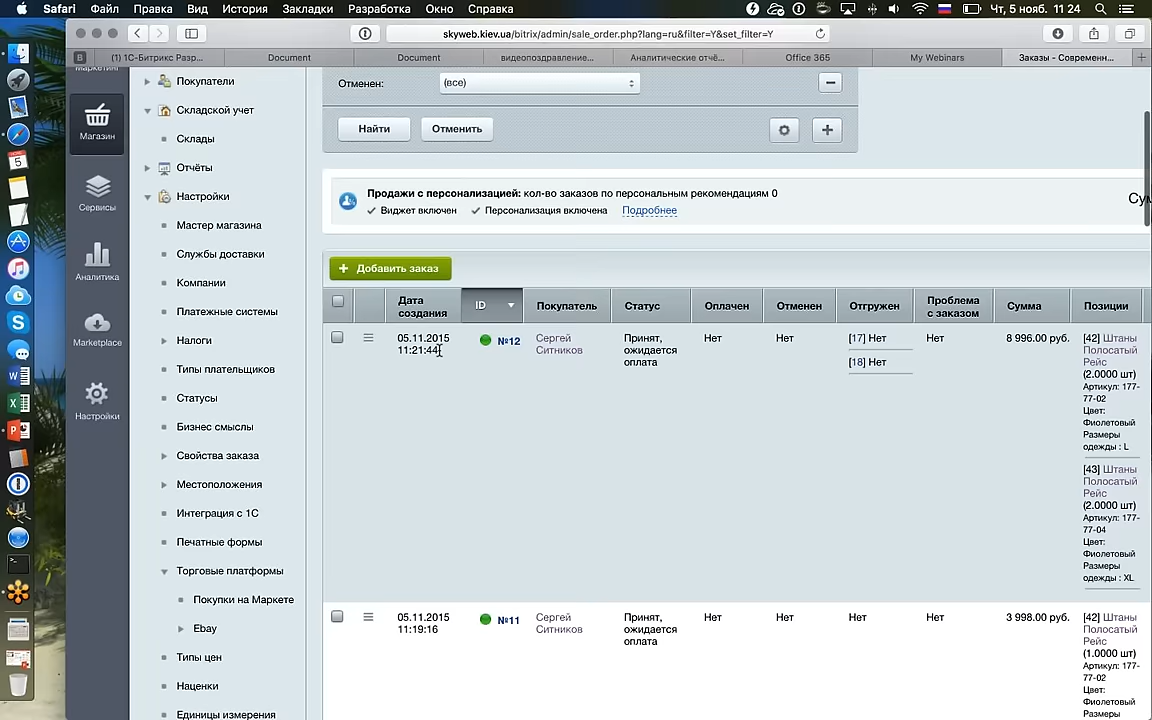 Safari Файл Правка Вид История Закладки Разработка Окно Справка Чт, 5 нояб. 11 24
skyweb.kiev.ua/bitrix/admin/sale_order.php?lang=ru&filter=Y&set_filter=Y
(1) 1С-Битрикс Разр... Document Document видеопоздравление... Аналитические отчё... Office 365 My Webinars Заказы - Современн...
Маркетинг
Магазин
Сервисы
Аналитика
Marketplace
Настройки
Покупатели
Складской учет
Склады
Отчёты
Настройки
Мастер магазина
Службы доставки
Компании
Платежные системы
Налоги
Типы плательщиков
Статусы
Бизнес смыслы
Свойства заказа
Местоположения
Интеграция с 1С
Печатные формы
Торговые платформы
Покупки на Маркете
Ebay
Типы цен
Наценки
Единицы измерения
Отменен: (все)
Найти Отменить
Продажи с персонализацией: кол-во заказов по персональным рекомендациям 0
Виджет включен Персонализация включена Подробнее
Сум
Добавить заказ
Дата создания ID Покупатель Статус Оплачен Отменен Отгружен Проблема с заказом Сумма Позиции
05.11.2015
11:21:44
№12
Сергей
Ситников
Принят,
ожидается
оплата
Нет
Нет
[17] Нет
[18] Нет
Нет
8 996.00 руб.
[42] Штаны
Полосатый
Рейс
(2.0000 шт)
Артикул: 177-
77-02
Цвет:
Фиолетовый
Размеры
одежды : L
[43] Штаны
Полосатый
Рейс
(2.0000 шт)
Артикул: 177-
77-04
Цвет:
Фиолетовый
Размеры
одежды : XL
05.11.2015
11:19:16
№11
Сергей
Ситников
Принят,
ожидается
оплата
Нет
Нет
Нет
Нет
3 998.00 руб.
[42] Штаны
Полосатый
Рейс
(1.0000 шт)
Артикул: 177-
77-02
Цвет:
Фиолетовый
Размеры